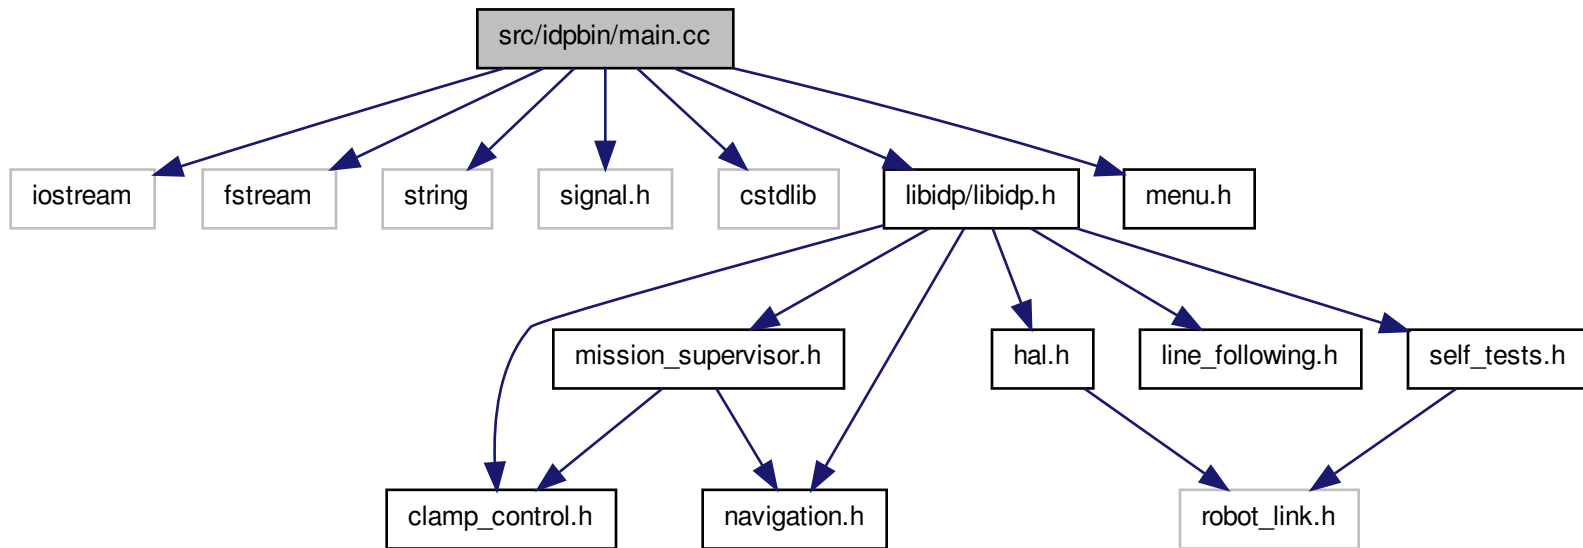 src/idpbin/main.cc
iostream
fstream
string
signal.h
cstdlib
libidp/libidp.h
menu.h
mission_supervisor.h
hal.h
line_following.h
self_tests.h
clamp_control.h
navigation.h
robot_link.h